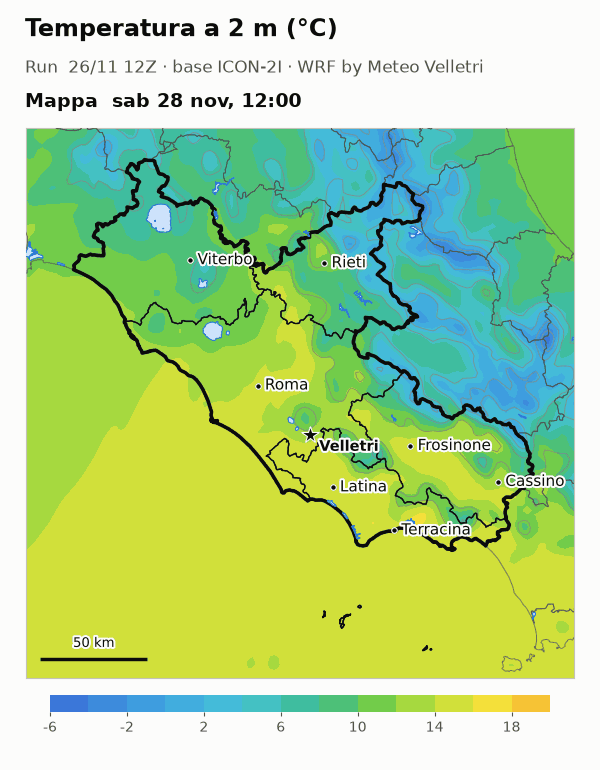 Temperatura a 2 m (°C)
Run  26/11 12Z · base ICON-2I · WRF by Meteo Velletri
Mappa  sab 28 nov, 12:00
Viterbo
Rieti
Roma
Velletri
Frosinone
Cassino
Latina
Terracina
50 km
-6 -2 2 6 10 14 18